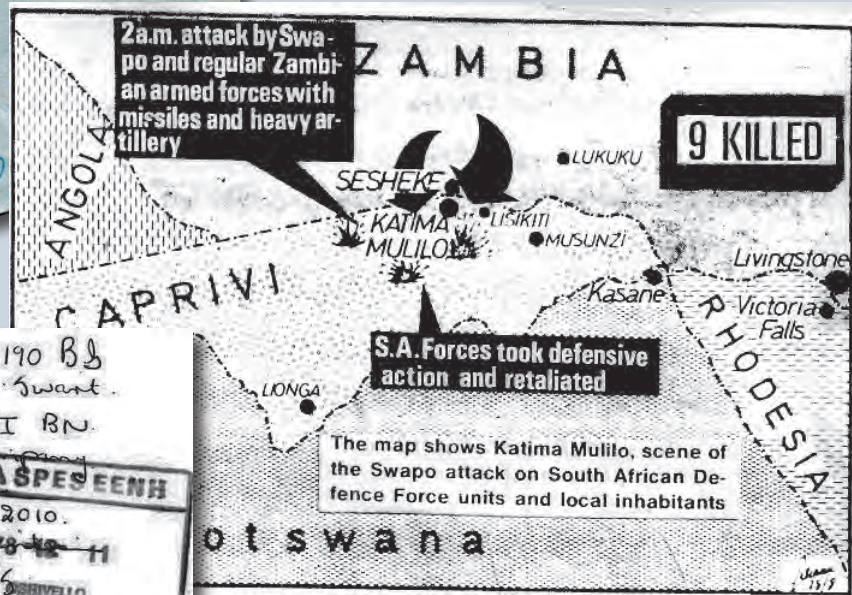 2a.m. attack by Swa-
po and regular Zambi-
an armed forces with
missiles and heavy ar-
tillery
ZAMBIA
9 KILLED
ANGOLA
LUKUKU
SESHEKE
KATIMA
MULILO
LISIKITI
MUSUNZI
Livingstone
Kasane
Victoria
Falls
CAPRIVI
RHODESIA
S.A. Forces took defensive
action and retaliated
LIONGA
The map shows Katima Mulilo, scene of
the Swapo attack on South African De-
fence Force units and local inhabitants
otswana
190 BS
Swart.
I BN.
SPES EENH
2010.